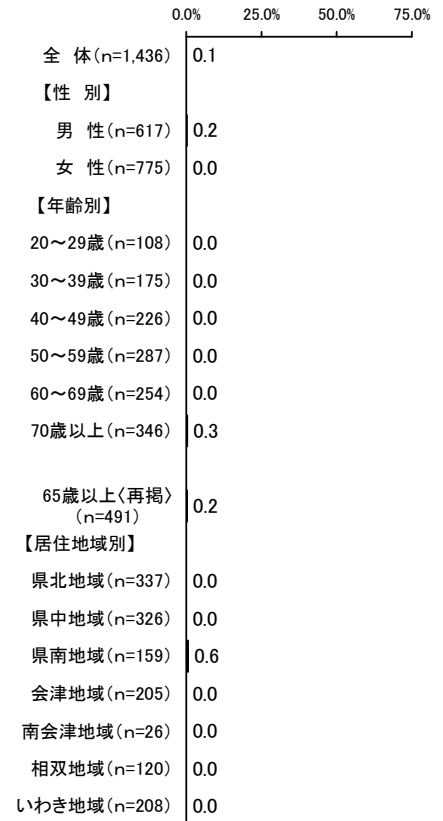 0.0% 25.0% 50.0% 75.0%
全 体(n=1,436) 0.1
【性 別】
男 性(n=617) 0.2
女 性(n=775) 0.0
【年齢別】
20～29歳(n=108) 0.0
30～39歳(n=175) 0.0
40～49歳(n=226) 0.0
50～59歳(n=287) 0.0
60～69歳(n=254) 0.0
70歳以上(n=346) 0.3
65歳以上〈再掲〉
(n=491) 0.2
【居住地域別】
県北地域(n=337) 0.0
県中地域(n=326) 0.0
県南地域(n=159) 0.6
会津地域(n=205) 0.0
南会津地域(n=26) 0.0
相双地域(n=120) 0.0
いわき地域(n=208) 0.0